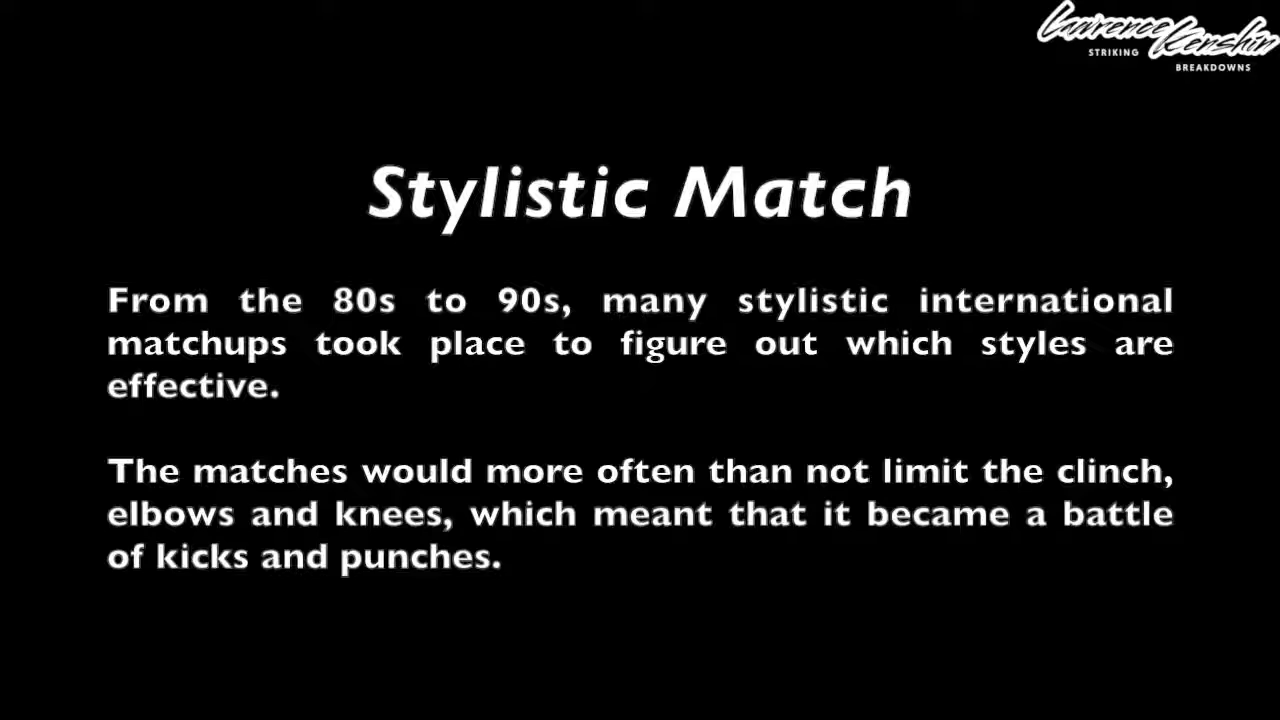 Lawrence Kenshin
STRIKING
BREAKDOWNS
Stylistic Match
From the 80s to 90s, many stylistic international
matchups took place to figure out which styles are
effective.
The matches would more often than not limit the clinch,
elbows and knees, which meant that it became a battle
of kicks and punches.